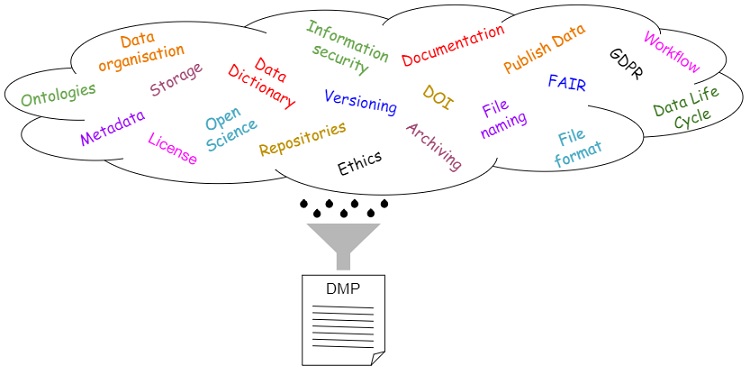 Data
organisation
Information
security
Documentation
Publish Data
GDPR
Workflow
Ontologies
Storage
Data
Dictionary
Versioning
DOI
FAIR
File
naming
Data Life
Cycle
Metadata
License
Open
Science
Repositories
Ethics
Archiving
File
format
DMP